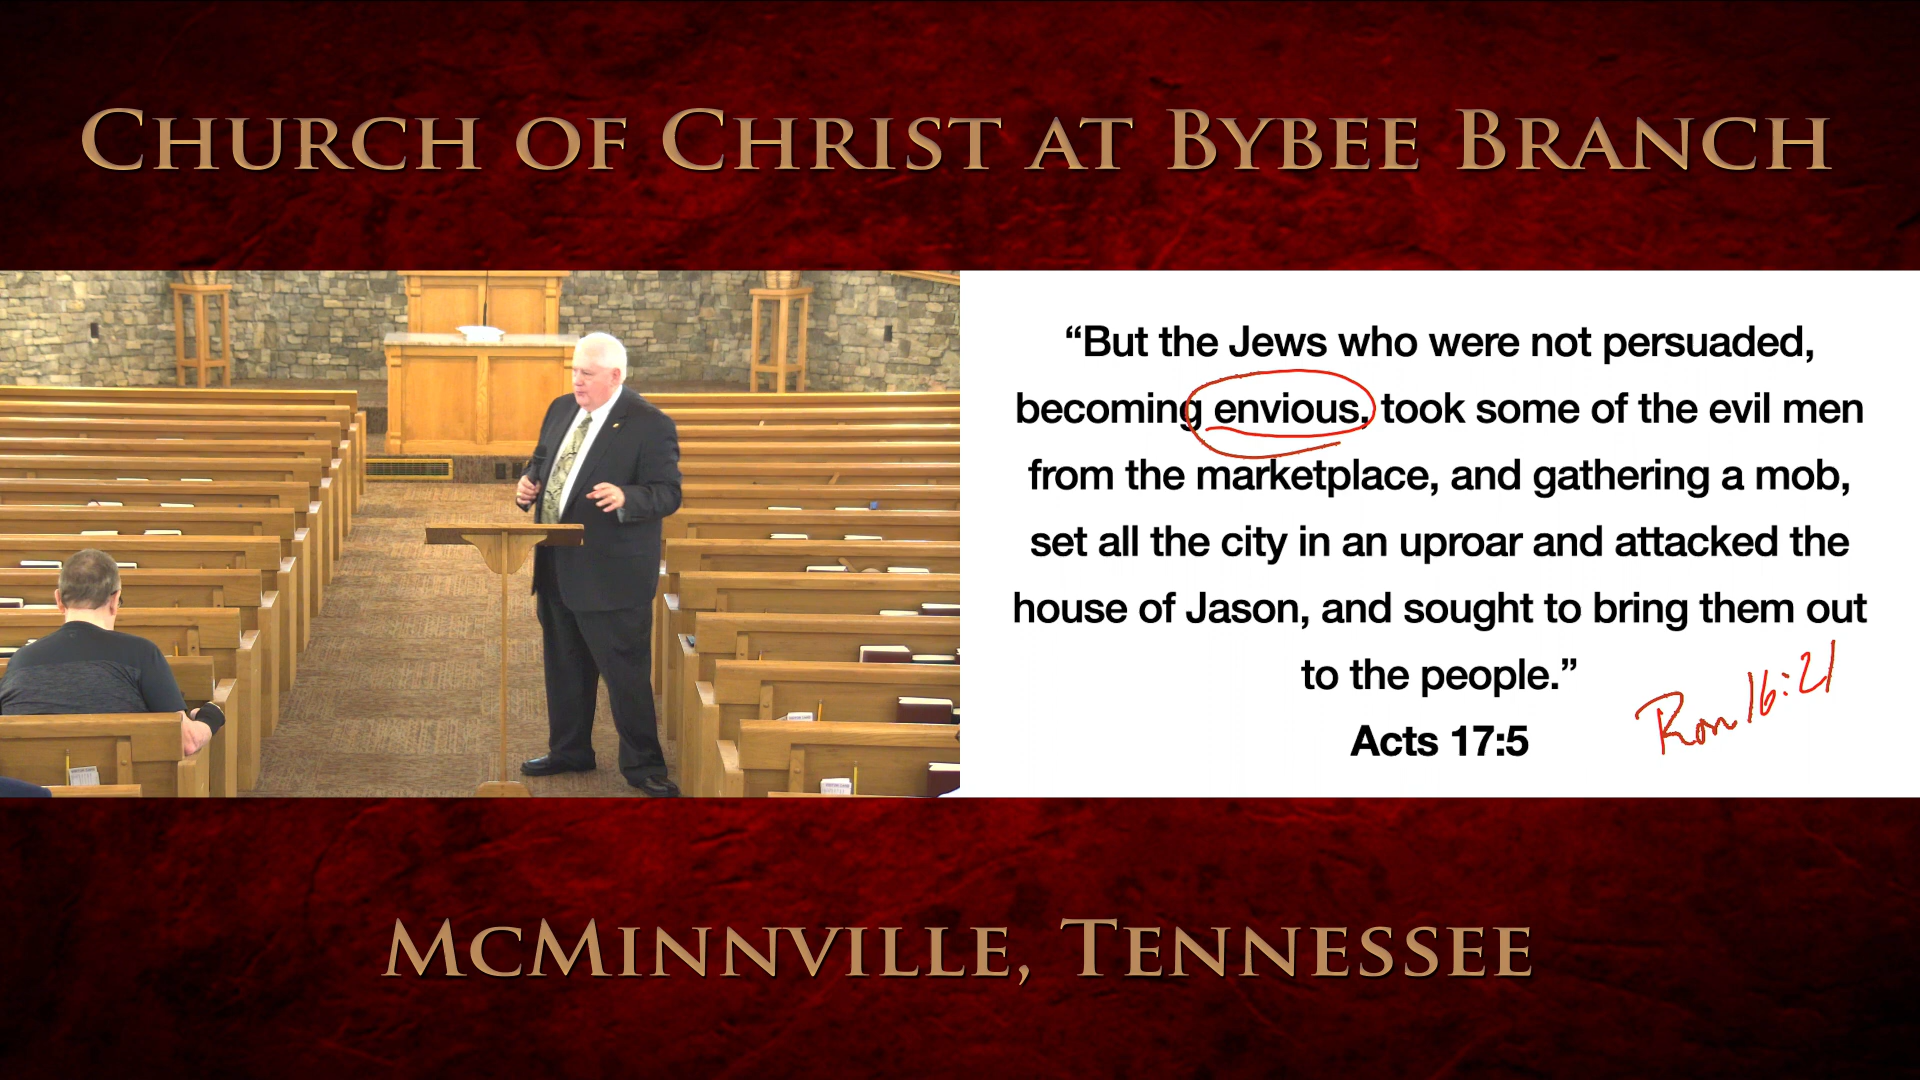 CHURCH OF CHRIST AT BYBEE BRANCH
“But the Jews who were not persuaded,
becoming envious, took some of the evil men
from the marketplace, and gathering a mob,
set all the city in an uproar and attacked the
house of Jason, and sought to bring them out
to the people.”
Acts 17:5
Rom 16:21
MCMINNVILLE, TENNESSEE